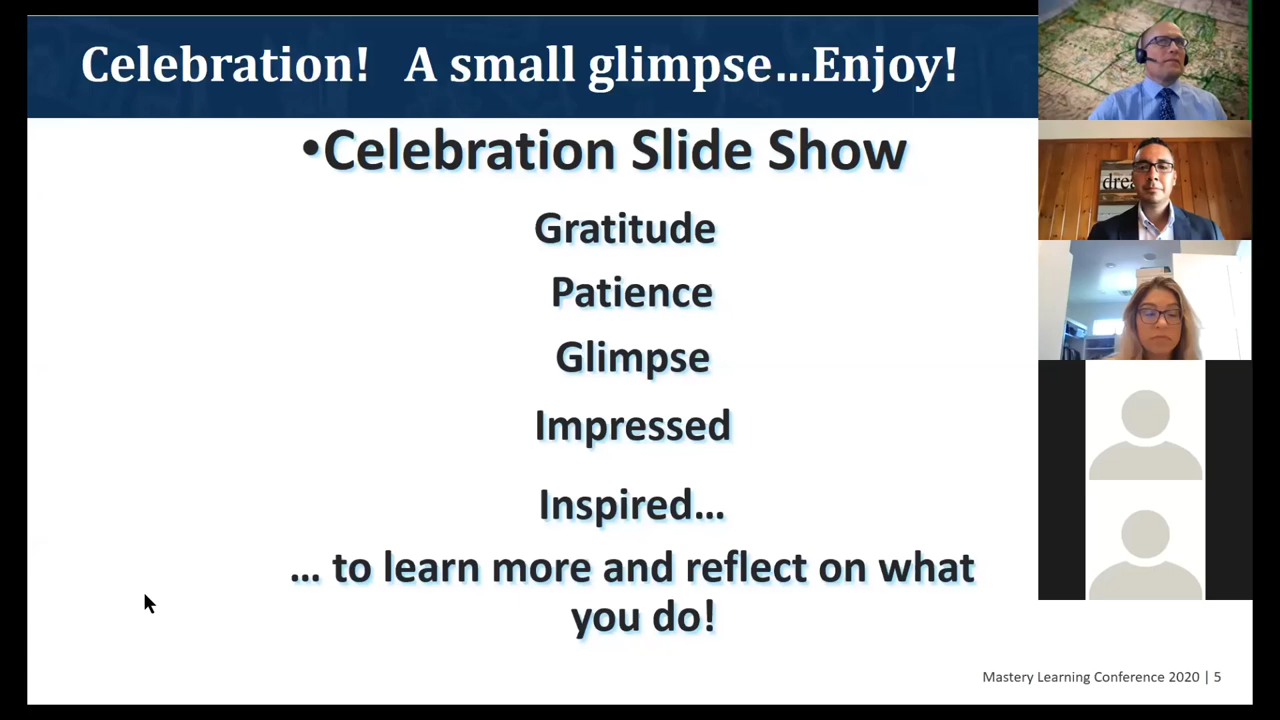 Celebration! A small glimpse...Enjoy!
•Celebration Slide Show
Gratitude
Patience
Glimpse
Impressed
Inspired...
... to learn more and reflect on what
you do!
Mastery Learning Conference 2020 | 5